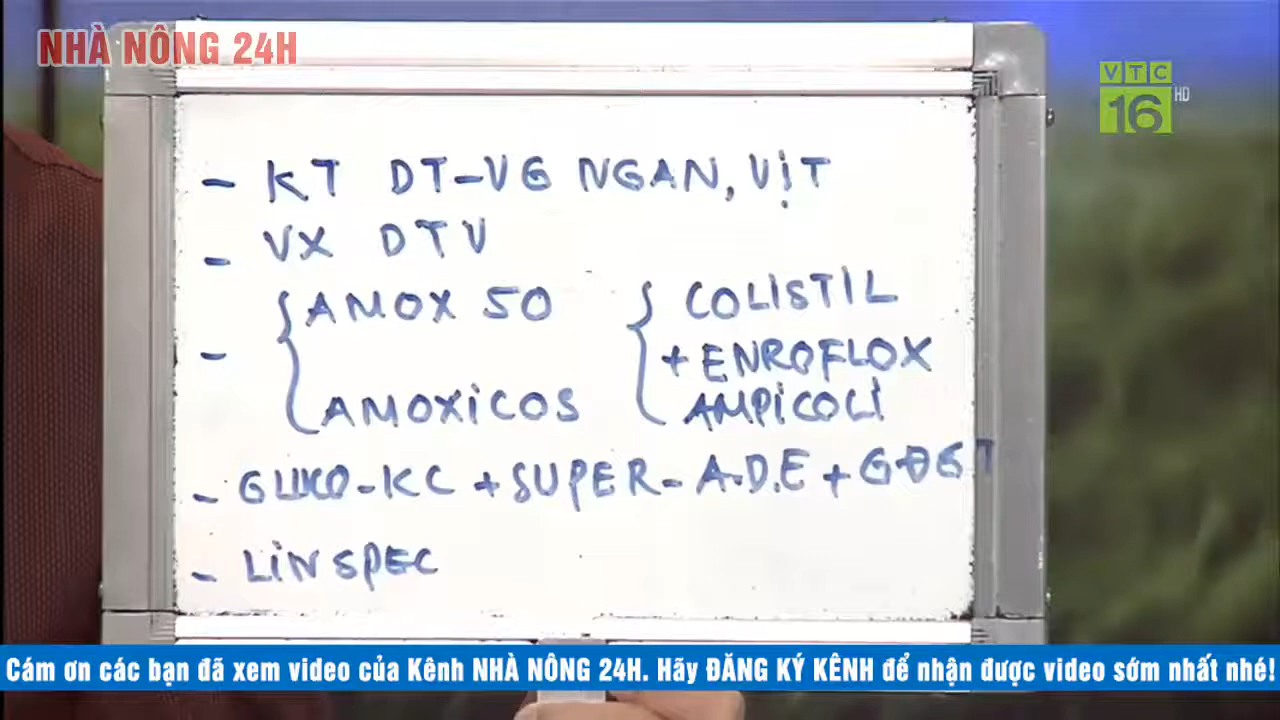 NHÀ NÔNG 24H
VTC
16 HD
- KT DT-VG NGAN, VỊT
- VX DTV
- { AMOX 50 { COLISTIL
+ ENROFLOX
AMOXiCOS AMPiCOLi
- GLUCO-KC + SUPER-A.D.E + GĐGT
- LiNSPEC
Cám ơn các bạn đã xem video của Kênh NHÀ NÔNG 24H. Hãy ĐĂNG KÝ KÊNH để nhận được video sớm nhất nhé!